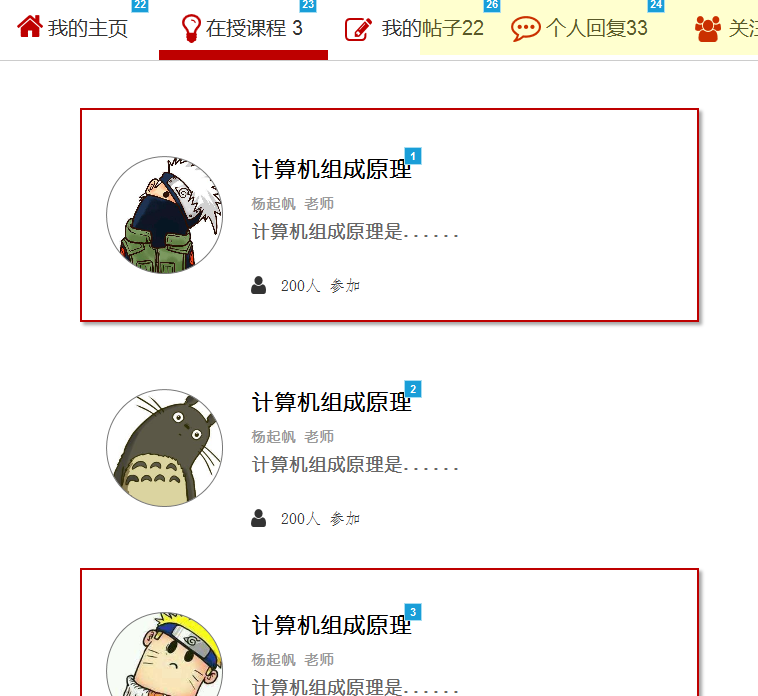 22 23 26 24
我的主页 在授课程 3 我的帖子22 个人回复33 关注
1
计算机组成原理
杨起帆 老师
计算机组成原理是......
200人 参加
2
计算机组成原理
杨起帆 老师
计算机组成原理是......
200人 参加
3
计算机组成原理
杨起帆 老师
计算机组成原理是......